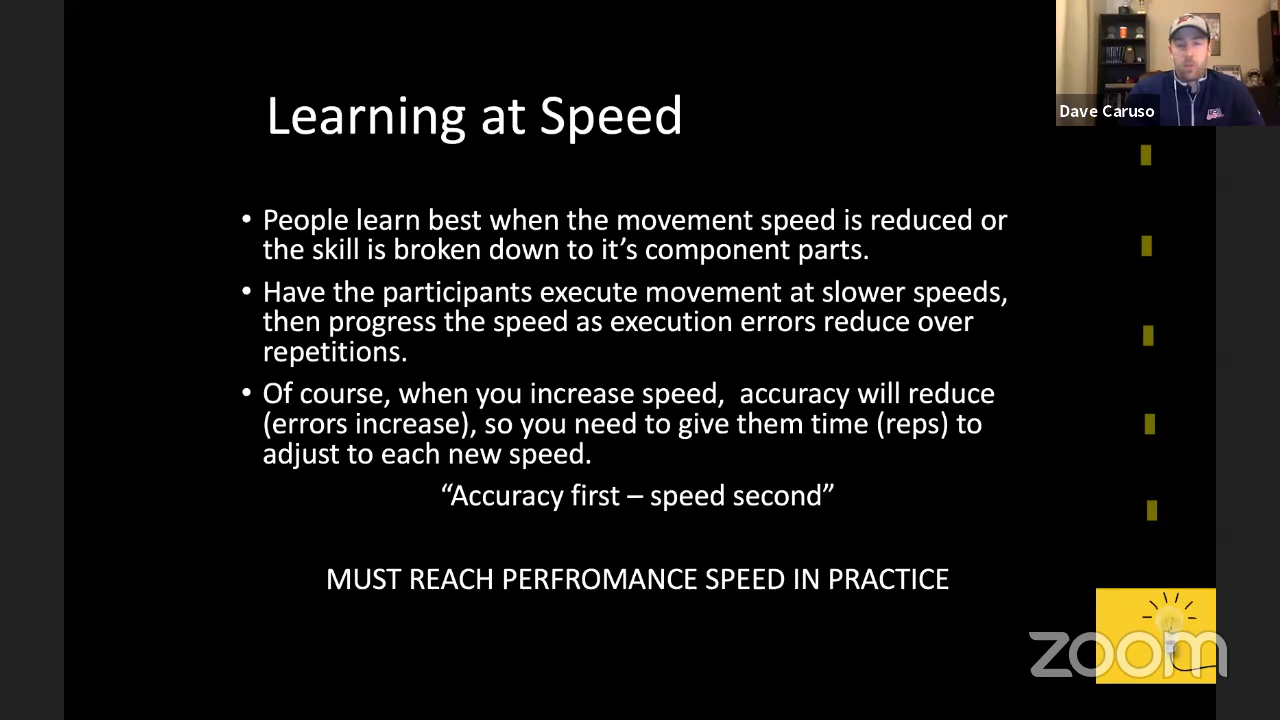 Dave Caruso
Learning at Speed
• People learn best when the movement speed is reduced or
the skill is broken down to it’s component parts.
• Have the participants execute movement at slower speeds,
then progress the speed as execution errors reduce over
repetitions.
• Of course, when you increase speed,  accuracy will reduce
(errors increase), so you need to give them time (reps) to
adjust to each new speed.
“Accuracy first – speed second”
MUST REACH PERFROMANCE SPEED IN PRACTICE
zoom